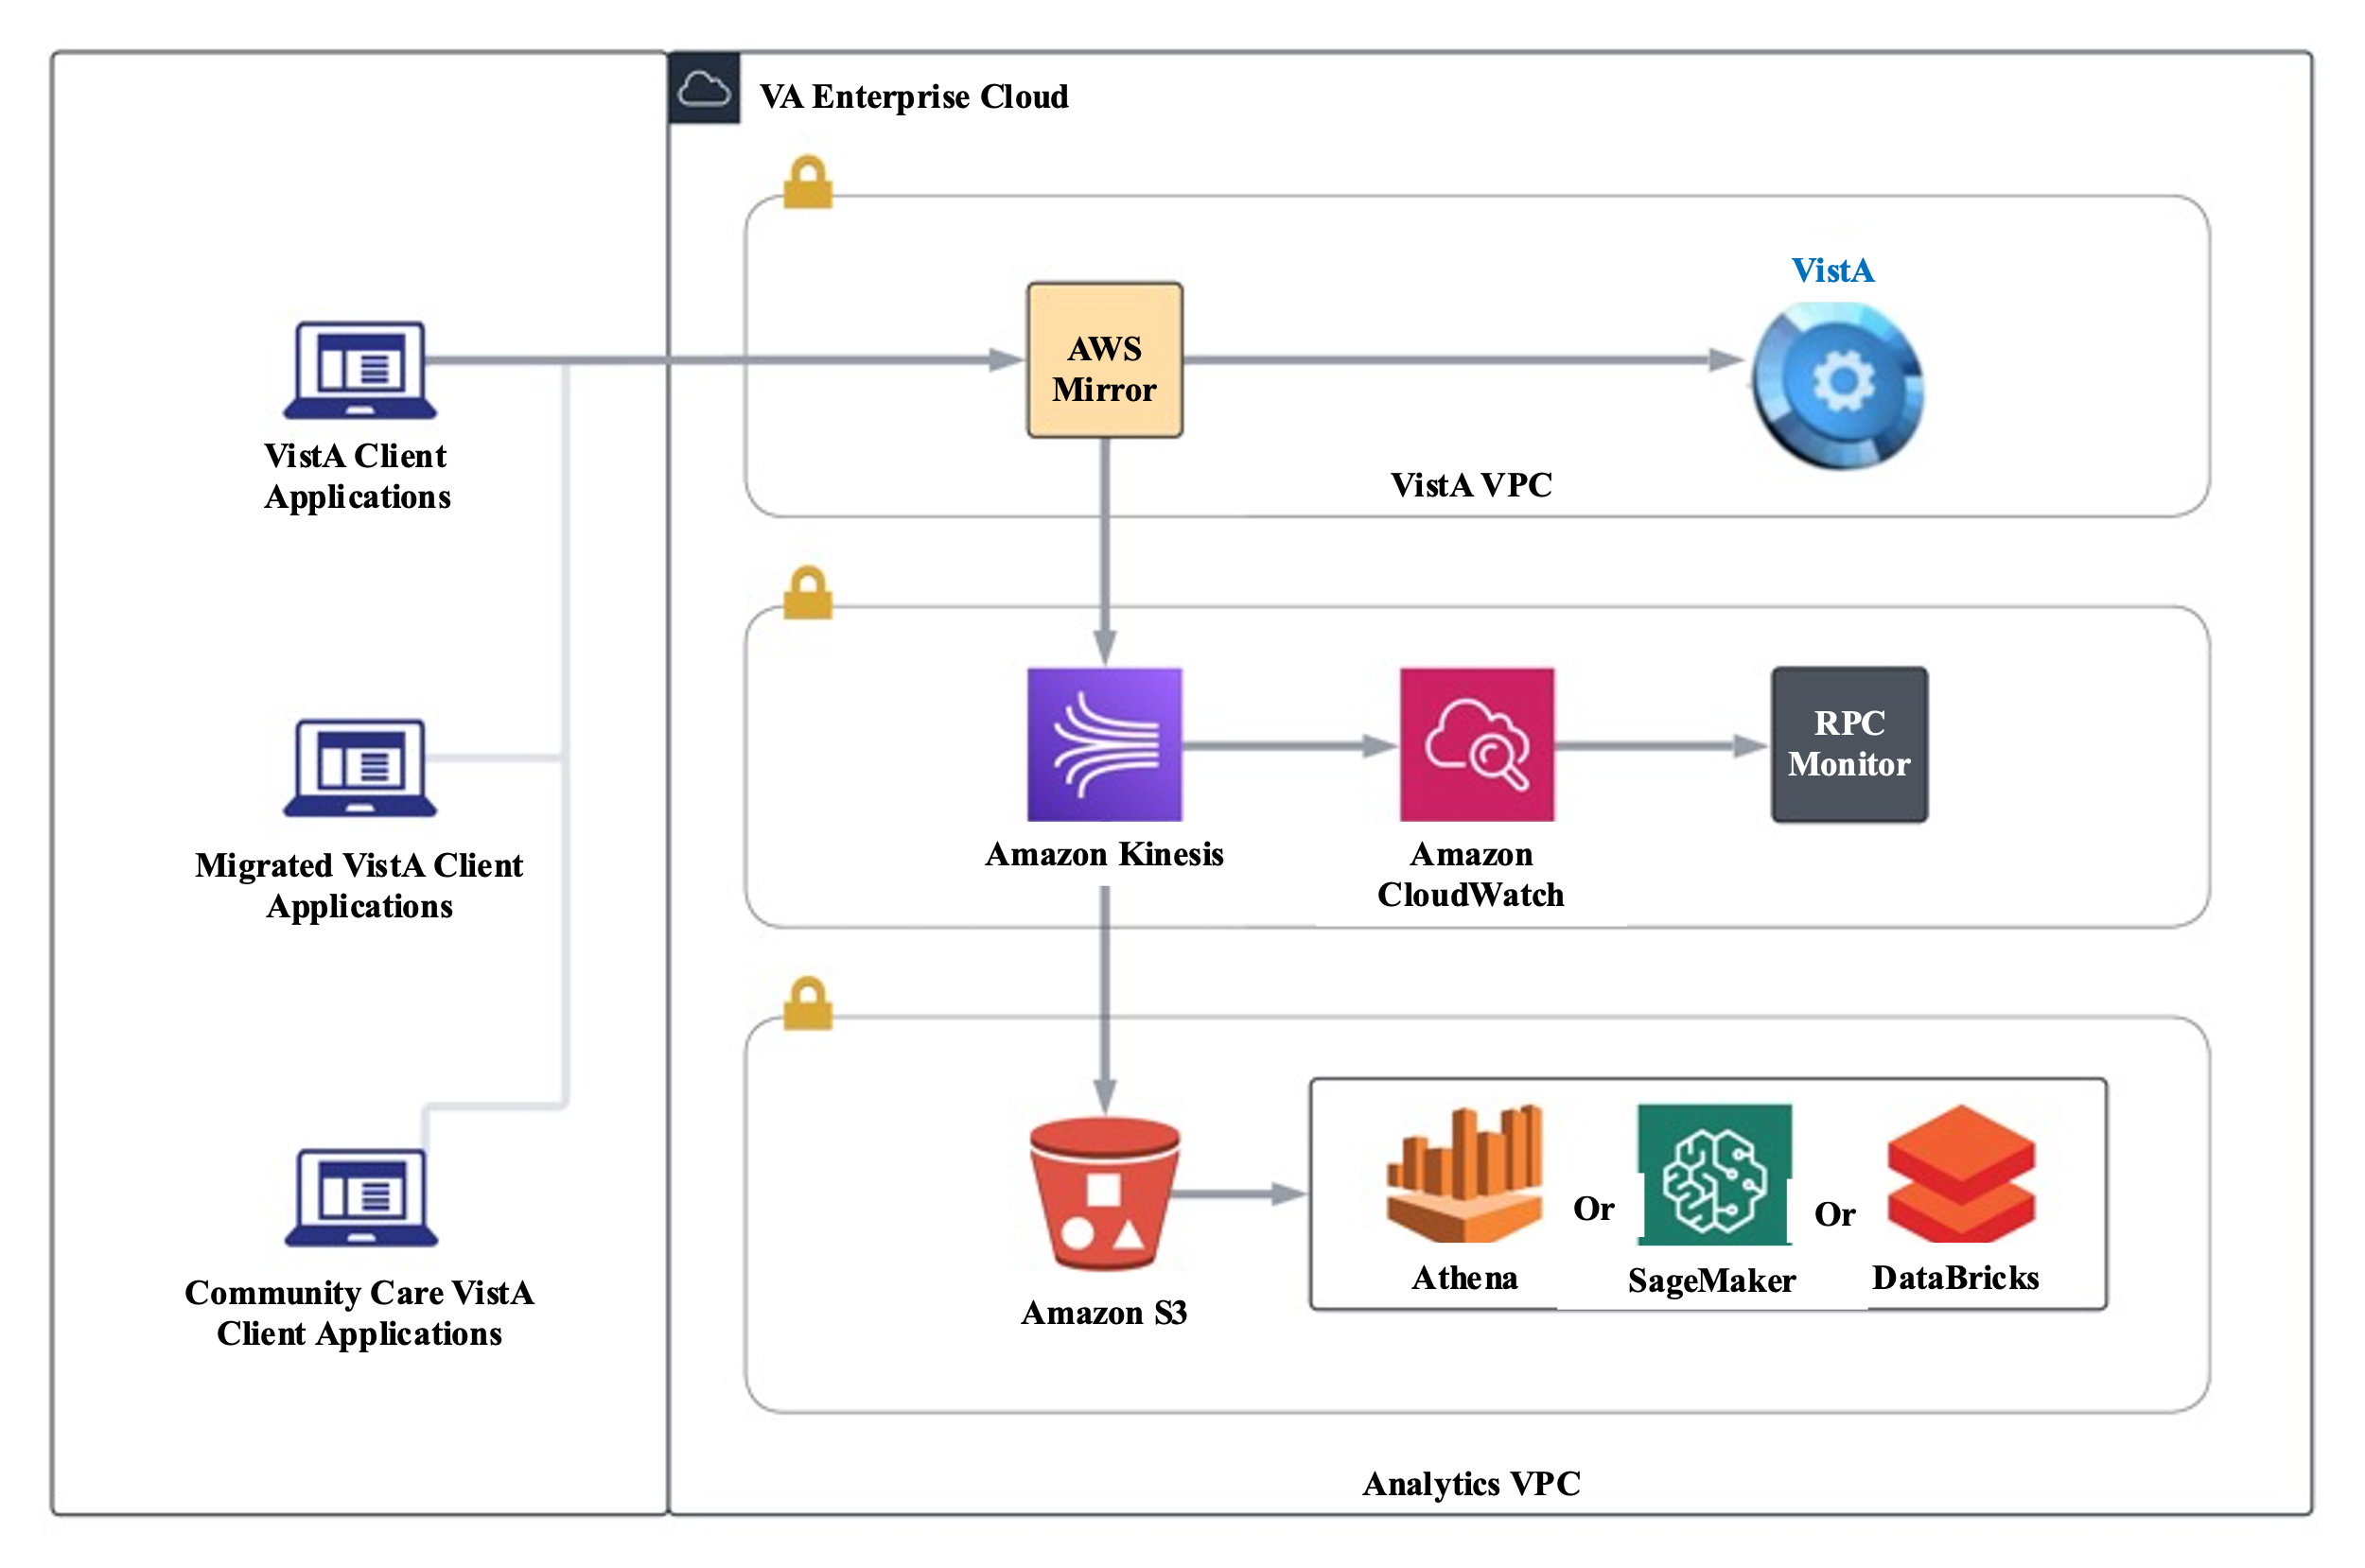 VA Enterprise Cloud
VistA
AWS
Mirror
VistA Client
Applications
VistA VPC
RPC
Monitor
Migrated VistA Client
Applications
Amazon Kinesis
Amazon
CloudWatch
Or
Or
Athena
SageMaker
DataBricks
Community Care VistA
Client Applications
Amazon S3
Analytics VPC